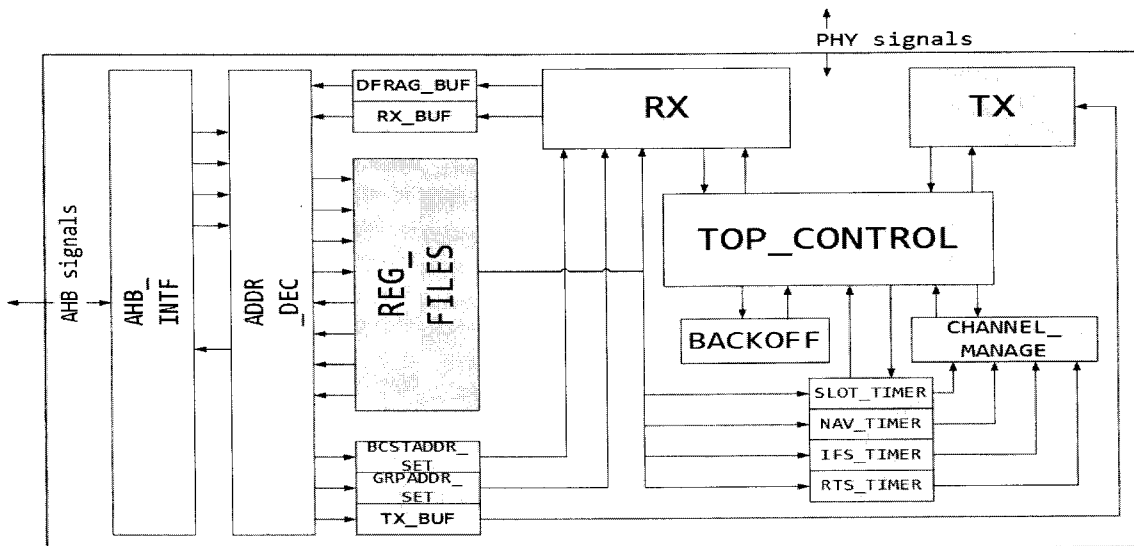 PHY signals
DFRAG_BUF
RX_BUF
RX
TX
REG_
FILES
TOP_CONTROL
AHB signals
AHB_
INTF
ADDR
_DEC
BACKOFF
CHANNEL_
MANAGE
SLOT_TIMER
NAV_TIMER
IFS_TIMER
RTS_TIMER
BCSTADDR_
SET
GRPADDR_
SET
TX_BUF